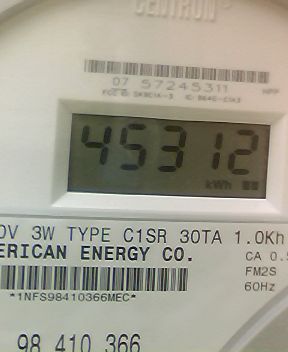 CENTRON®
07 57245311
45312
kWh
0V 3W TYPE C1SR 30TA 1.0Kh
ERICAN ENERGY CO.
CA 0.5
FM2S
*1NFS98410366MEC*
60Hz
98 410 366